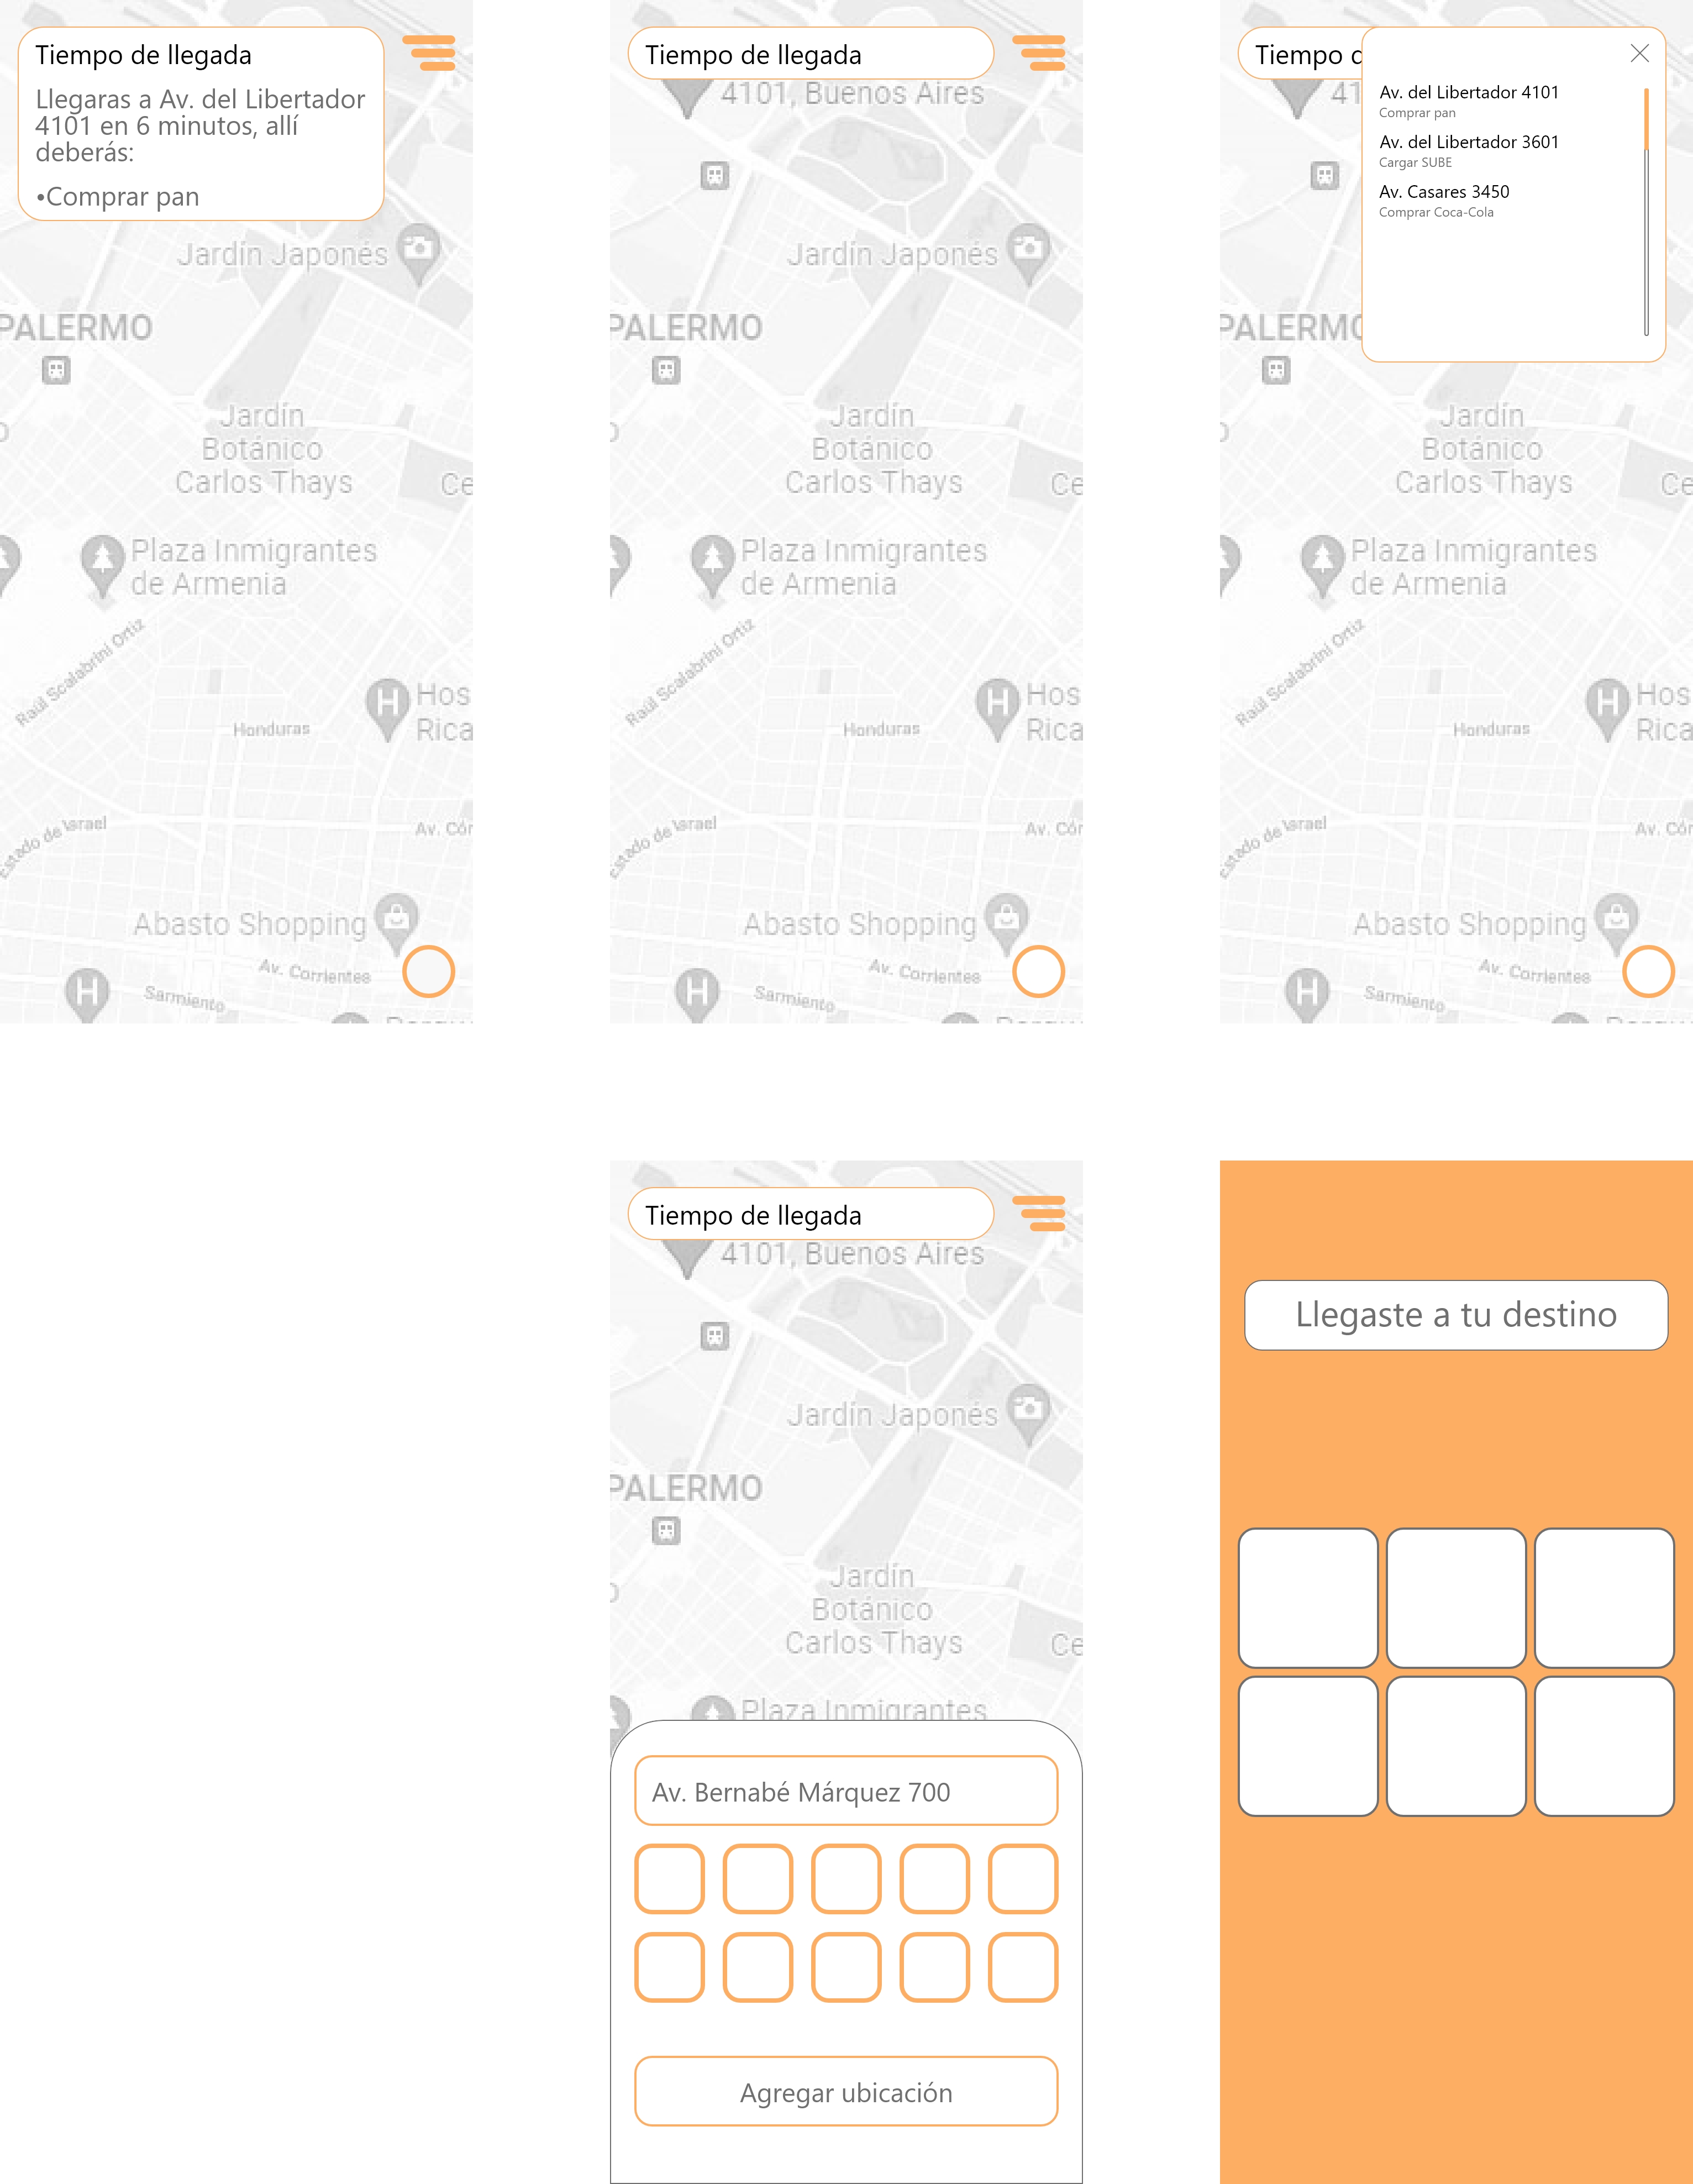 Tiempo de llegada
Llegaras a Av. del Libertador
4101 en 6 minutos, allí
deberás:
•Comprar pan
Jardín Japonés
PALERMO
Jardín
Botánico
Carlos Thays
Ce
Plaza Inmigrantes
de Armenia
Raúl Scalabrini Ortiz
Hos
Rica
Honduras
Estado de Israel
Av. Cór
Abasto Shopping
Av. Corrientes
H
Sarmiento
Tiempo de llegada
4101, Buenos Aires
Jardín Japonés
PALERMO
Jardín
Botánico
Carlos Thays
Ce
Plaza Inmigrantes
de Armenia
Raúl Scalabrini Ortiz
H
Hos
Rica
Honduras
Estado de Israel
Av. Cór
Abasto Shopping
Av. Corrientes
H
Sarmiento
Tiempo d
41
Av. del Libertador 4101
Comprar pan
Av. del Libertador 3601
Cargar SUBE
Av. Casares 3450
Comprar Coca-Cola
PALERMO
Jardín
Botánico
Carlos Thays
Ce
Plaza Inmigrantes
de Armenia
Raúl Scalabrini Ortiz
H
Hos
Rica
Honduras
Estado de Israel
Av. Cór
Abasto Shopping
Av. Corrientes
H
Sarmiento
Tiempo de llegada
4101, Buenos Aires
Jardín Japonés
PALERMO
Jardín
Botánico
Carlos Thays
Ce
Plaza Inmigrantes
Av. Bernabé Márquez 700
Agregar ubicación
Llegaste a tu destino